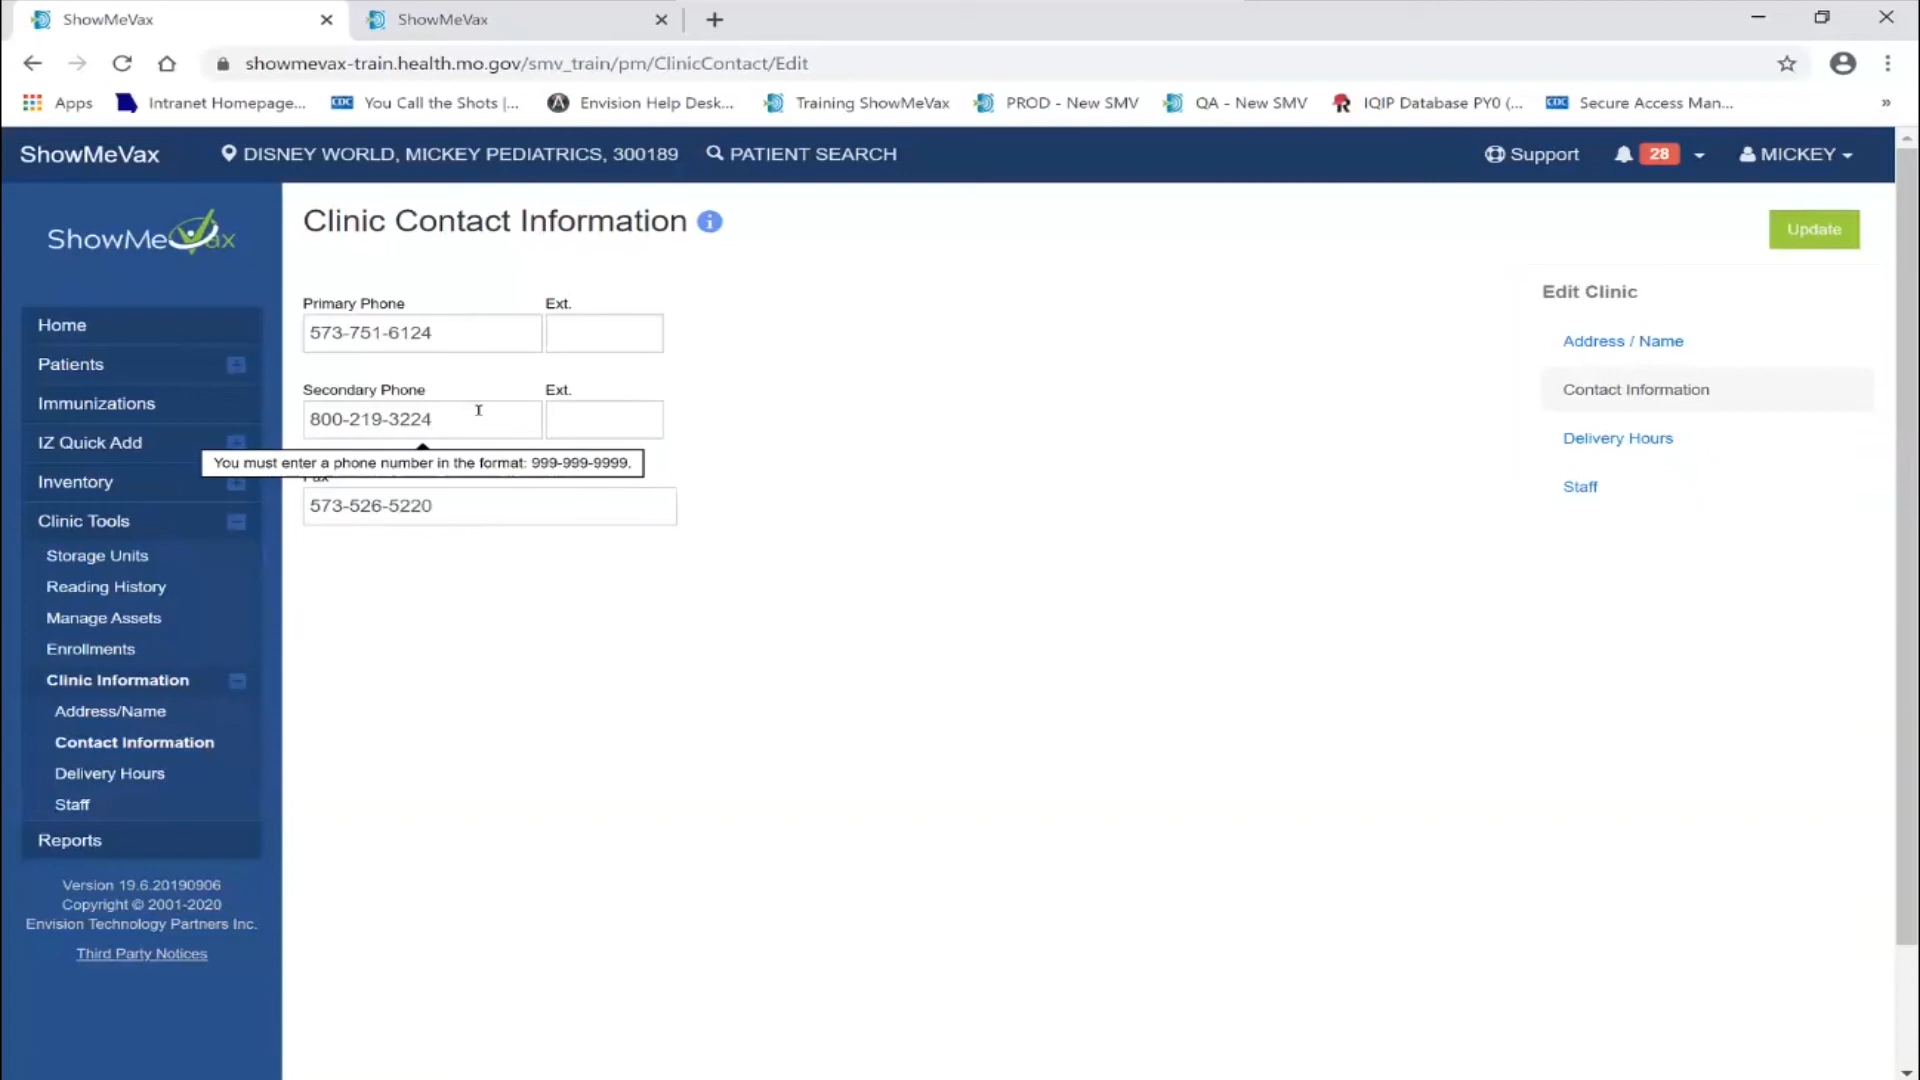 ShowMeVax
ShowMeVax
showmevax-train.health.mo.gov/smv_train/pm/ClinicContact/Edit
Apps
Intranet Homepage...
CDC
You Call the Shots |...
Envision Help Desk...
Training ShowMeVax
PROD - New SMV
QA - New SMV
IQIP Database PY0 (...
CDC
Secure Access Man...
»
ShowMeVax
DISNEY WORLD, MICKEY PEDIATRICS, 300189
PATIENT SEARCH
Support
28
MICKEY
ShowMeVax
Home
Patients
Immunizations
IZ Quick Add
Inventory
Clinic Tools
Storage Units
Reading History
Manage Assets
Enrollments
Clinic Information
Address/Name
Contact Information
Delivery Hours
Staff
Reports
Version 19.6.20190906
Copyright © 2001-2020
Envision Technology Partners Inc.
Third Party Notices
Clinic Contact Information
Update
Primary Phone
Ext.
573-751-6124
Secondary Phone
Ext.
800-219-3224
You must enter a phone number in the format: 999-999-9999.
Fax
573-526-5220
Edit Clinic
Address / Name
Contact Information
Delivery Hours
Staff